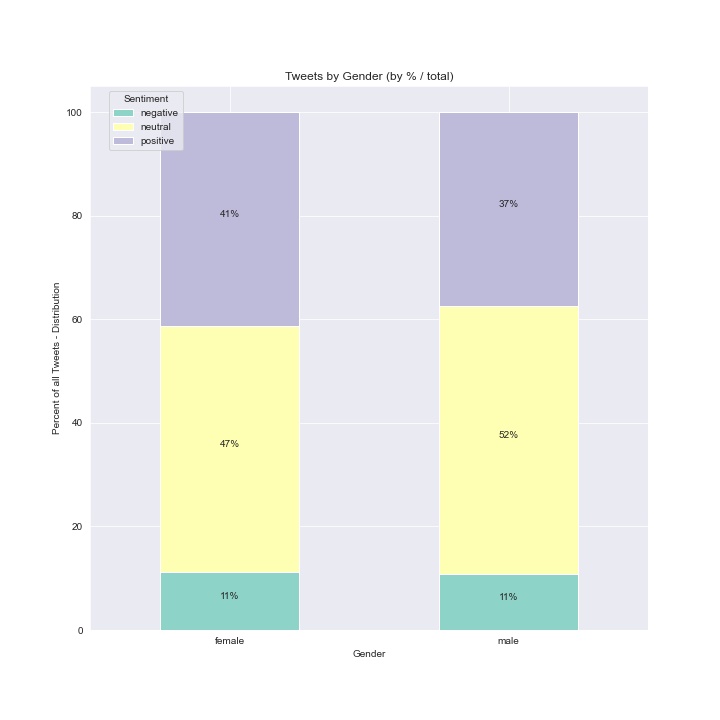 Tweets by Gender (by % / total)
Sentiment
negative
neutral
positive
100
80
60
40
20
0
Percent of all Tweets - Distribution
41%
37%
47%
52%
11%
11%
female
male
Gender